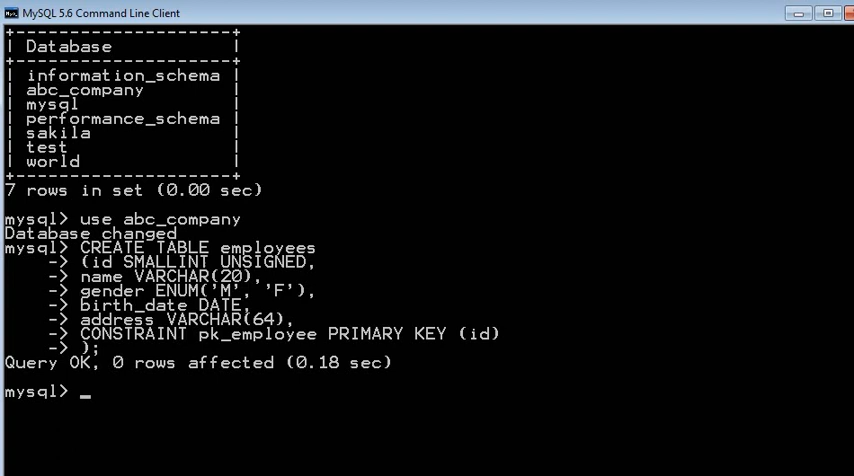 MySQL 5.6 Command Line Client
+--------------------+
| Database           |
+--------------------+
| information_schema |
| abc_company        |
| mysql              |
| performance_schema |
| sakila             |
| test               |
| world              |
+--------------------+
7 rows in set (0.00 sec)
mysql> use abc_company
Database changed
mysql> CREATE TABLE employees
    -> (id SMALLINT UNSIGNED,
    -> name VARCHAR(20),
    -> gender ENUM('M', 'F'),
    -> birth_date DATE,
    -> address VARCHAR(64),
    -> CONSTRAINT pk_employee PRIMARY KEY (id)
    -> );
Query OK, 0 rows affected (0.18 sec)
mysql> _